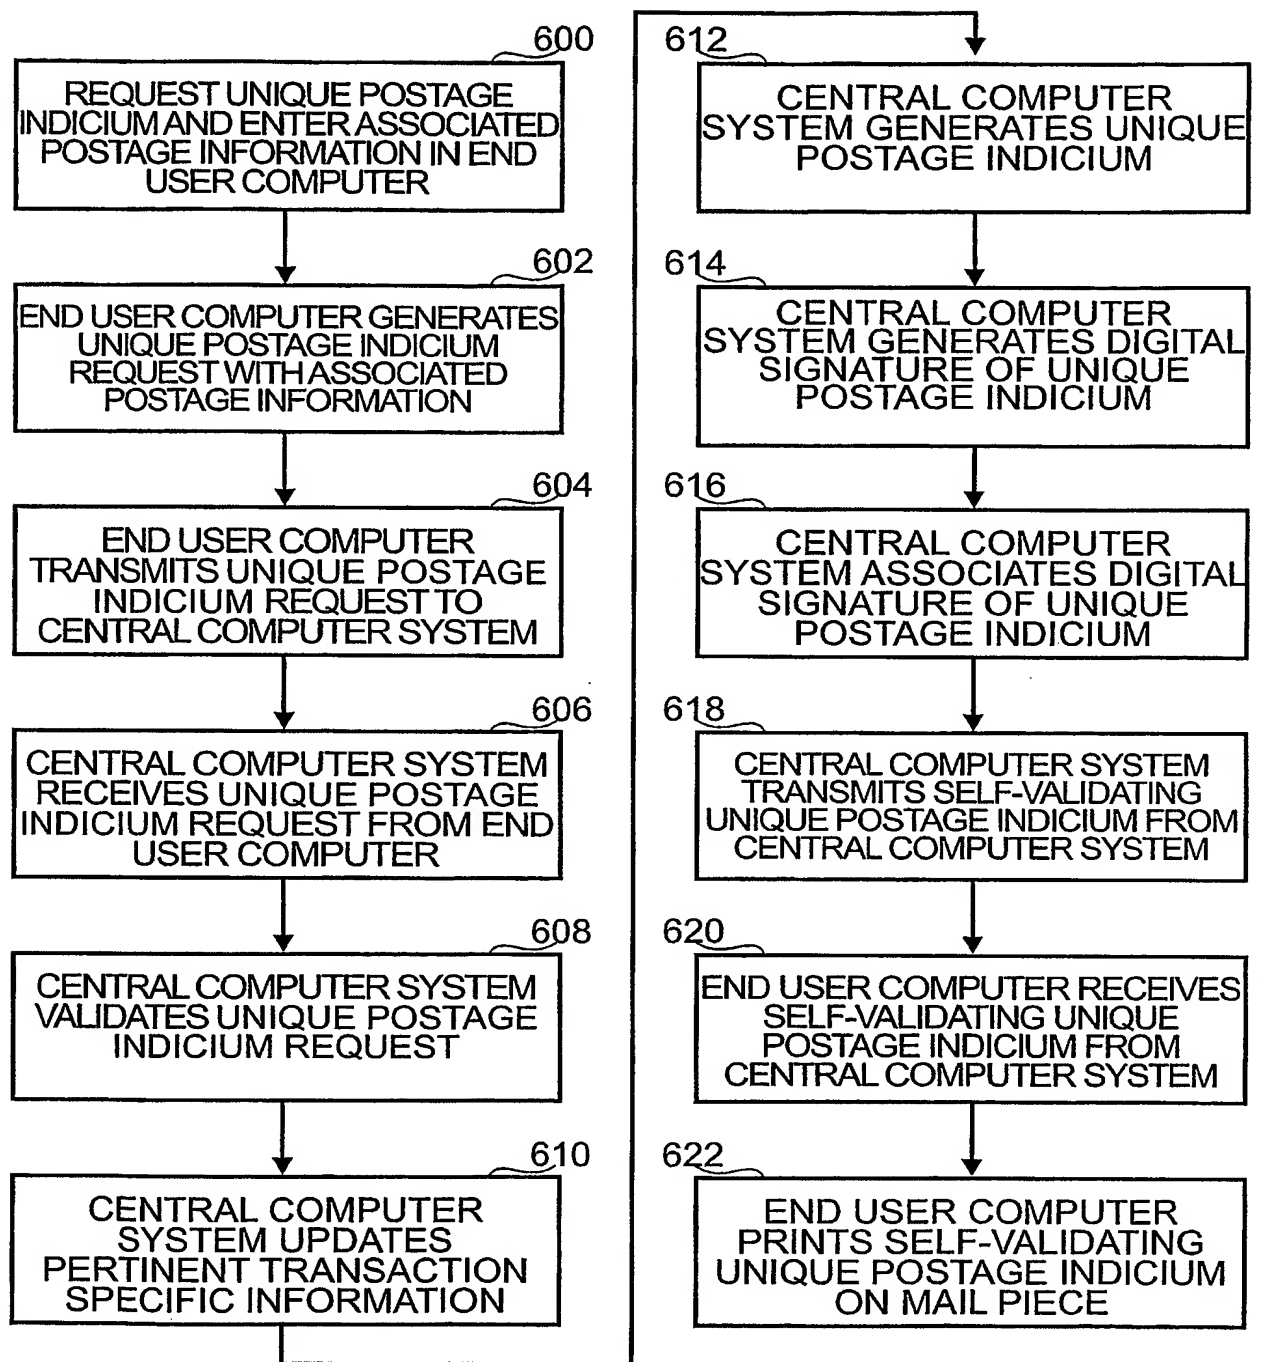 600
REQUEST UNIQUE POSTAGE
INDICIUM AND ENTER ASSOCIATED
POSTAGE INFORMATION IN END
USER COMPUTER
602
END USER COMPUTER GENERATES
UNIQUE POSTAGE INDICIUM
REQUEST WITH ASSOCIATED
POSTAGE INFORMATION
604
END USER COMPUTER
TRANSMITS UNIQUE POSTAGE
INDICIUM REQUEST TO
CENTRAL COMPUTER SYSTEM
606
CENTRAL COMPUTER SYSTEM
RECEIVES UNIQUE POSTAGE
INDICIUM REQUEST FROM END
USER COMPUTER
608
CENTRAL COMPUTER SYSTEM
VALIDATES UNIQUE POSTAGE
INDICIUM REQUEST
610
CENTRAL COMPUTER
SYSTEM UPDATES
PERTINENT TRANSACTION
SPECIFIC INFORMATION
612
CENTRAL COMPUTER
SYSTEM GENERATES UNIQUE
POSTAGE INDICIUM
614
CENTRAL COMPUTER
SYSTEM GENERATES DIGITAL
SIGNATURE OF UNIQUE
POSTAGE INDICIUM
616
CENTRAL COMPUTER
SYSTEM ASSOCIATES DIGITAL
SIGNATURE OF UNIQUE
POSTAGE INDICIUM
618
CENTRAL COMPUTER SYSTEM
TRANSMITS SELF-VALIDATING
UNIQUE POSTAGE INDICIUM FROM
CENTRAL COMPUTER SYSTEM
620
END USER COMPUTER RECEIVES
SELF-VALIDATING UNIQUE
POSTAGE INDICIUM FROM
CENTRAL COMPUTER SYSTEM
622
END USER COMPUTER
PRINTS SELF-VALIDATING
UNIQUE POSTAGE INDICIUM
ON MAIL PIECE